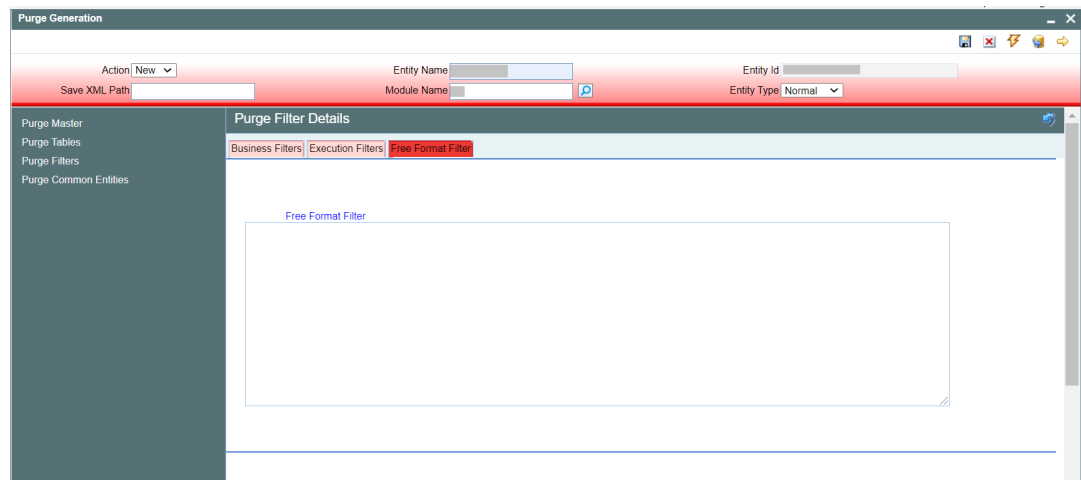 Purge Generation
Action New Entity Name Entity Id
Save XML Path Module Name Entity Type Normal
Purge Master
Purge Tables
Purge Filters
Purge Common Entities
Purge Filter Details
Business Filters Execution Filters Free Format Filter
Free Format Filter